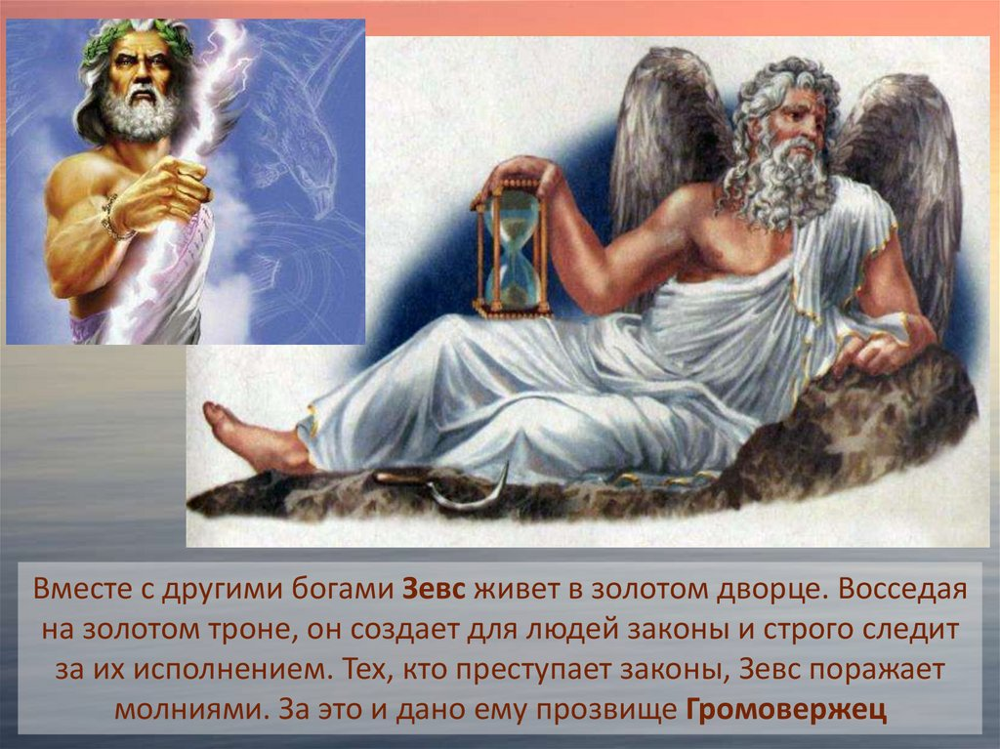 Вместе с другими богами Зевс живет в золотом дворце. Восседая
на золотом троне, он создает для людей законы и строго следит
за их исполнением. Тех, кто преступает законы, Зевс поражает
молниями. За это и дано ему прозвище Громовержец